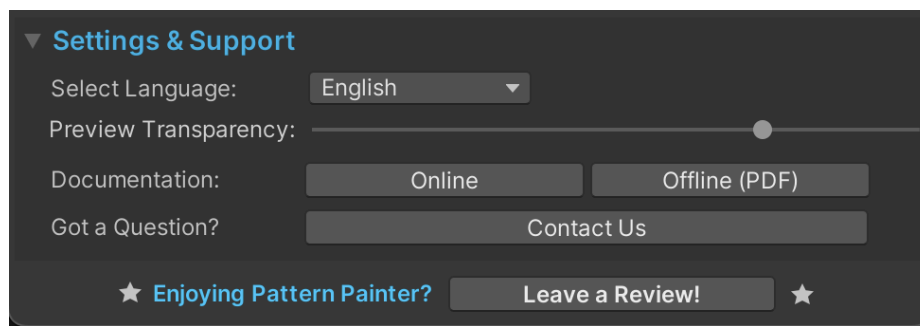 Settings & Support
Select Language: English
Preview Transparency:
Documentation: Online Offline (PDF)
Got a Question? Contact Us
Enjoying Pattern Painter? Leave a Review!